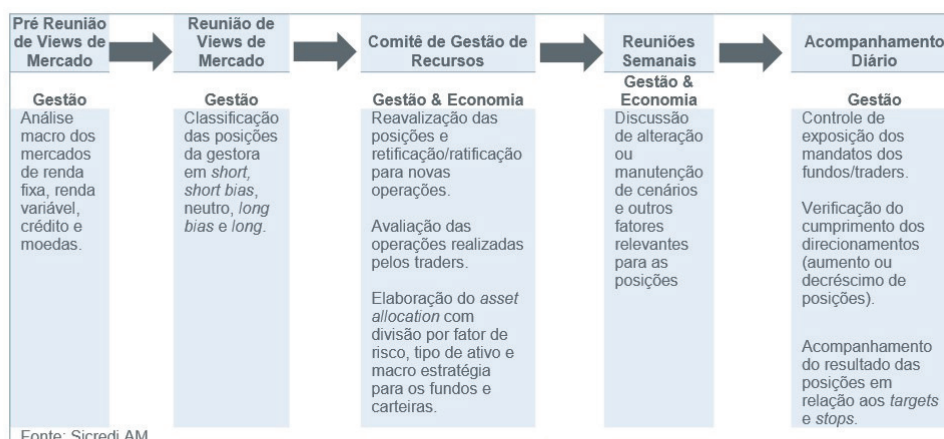 Pré Reunião
de Views de
Mercado
Reunião de
Views de
Mercado
Comitê de Gestão de
Recursos
Reuniões
Semanais
Acompanhamento
Diário
Gestão
Análise
macro dos
mercados
de renda
fixa, renda
variável,
crédito e
moedas.
Gestão
Classificação
das posições
da gestora
em short,
short bias,
neutro, long
bias e long.
Gestão & Economia
Reavalização das
posições e
retificação/ratificação
para novas
operações.
Avaliação das
operações realizadas
pelos traders.
Elaboração do asset
allocation com
divisão por fator de
risco, tipo de ativo e
macro estratégia
para os fundos e
carteiras.
Gestão &
Economia
Discussão
de alteração
ou
manutenção
de cenários
e outros
fatores
relevantes
para as
posições
Gestão
Controle de
exposição dos
mandatos dos
fundos/traders.
Verificação do
cumprimento dos
direcionamentos
(aumento ou
decréscimo de
posições).
Acompanhamento
do resultado das
posições em
relação aos targets
e stops.
Fonte: Sicredi AM